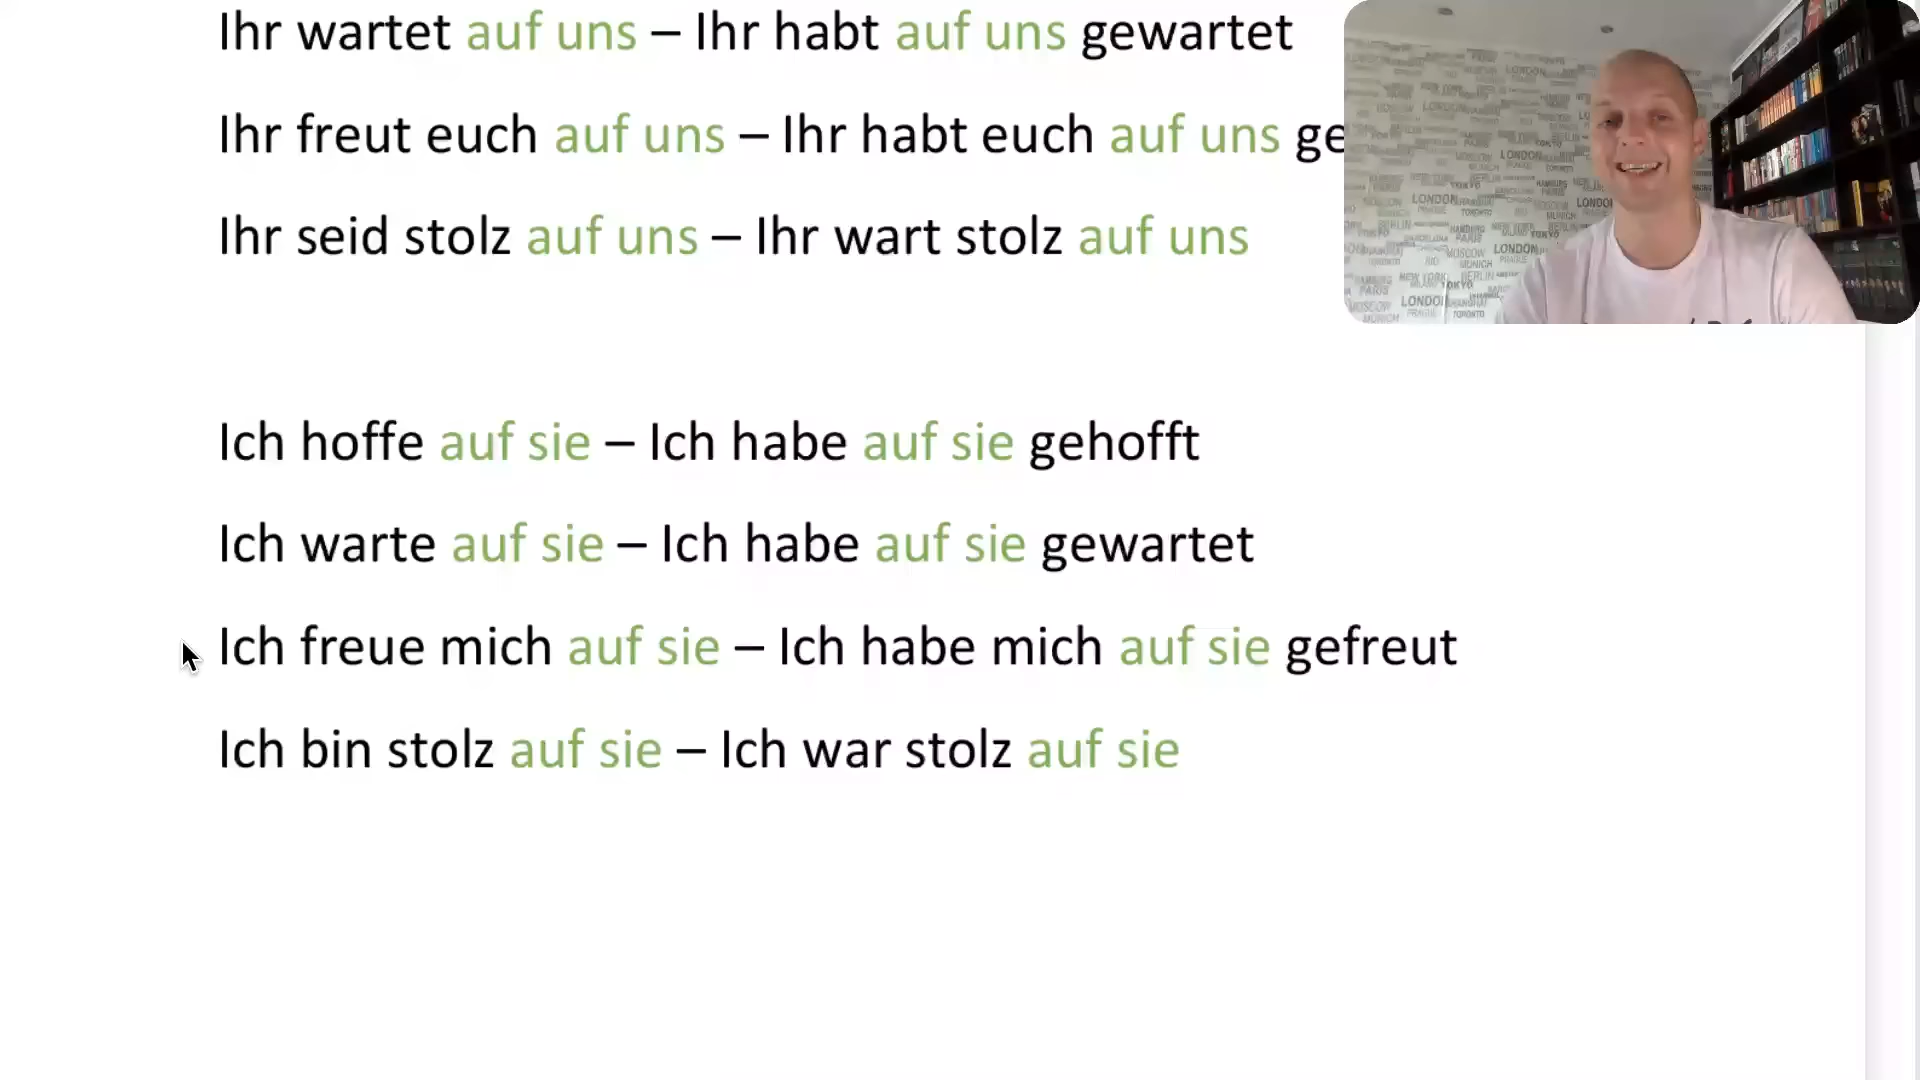 Ihr wartet auf uns – Ihr habt auf uns gewartet
Ihr freut euch auf uns – Ihr habt euch auf uns ge
Ihr seid stolz auf uns – Ihr wart stolz auf uns
Ich hoffe auf sie – Ich habe auf sie gehofft
Ich warte auf sie – Ich habe auf sie gewartet
Ich freue mich auf sie – Ich habe mich auf sie gefreut
Ich bin stolz auf sie – Ich war stolz auf sie